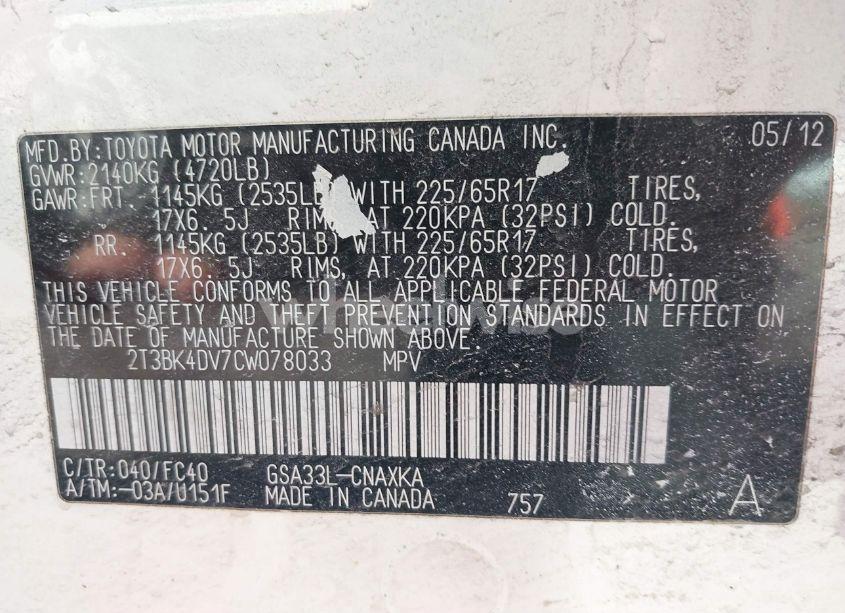 MFD.BY:TOYOTA MOTOR MANUFACTURING CANADA INC. 05/12
GVWR:2140KG (4720LB)
GAWR:FRT. 1145KG (2535LB) WITH 225/65R17 TIRES,
17X6. 5J RIMS, AT 220KPA (32PSI) COLD.
RR. 1145KG (2535LB) WITH 225/65R17 TIRES,
17X6. 5J RIMS, AT 220KPA (32PSI) COLD.
THIS VEHICLE CONFORMS TO ALL APPLICABLE FEDERAL MOTOR
VEHICLE SAFETY AND THEFT PREVENTION STANDARDS IN EFFECT ON
THE DATE OF MANUFACTURE SHOWN ABOVE.
2T3BK4DV7CW078033 MPV
C/TR:040/FC40 GSA33L-CNAXKA
A/TM:-03A/U151F MADE IN CANADA 757 A